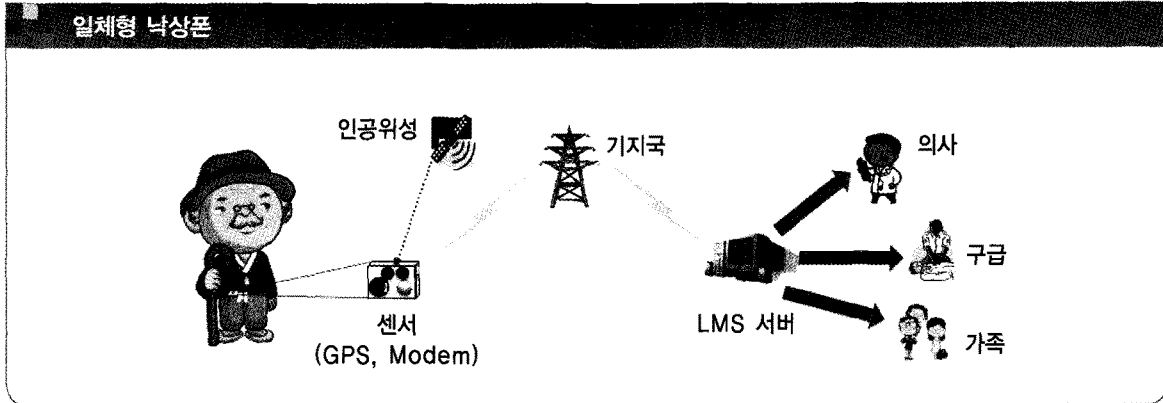 일체형 낙상폰
인공위성
기지국
의사
구급
가족
센서
(GPS, Modem)
LMS 서버